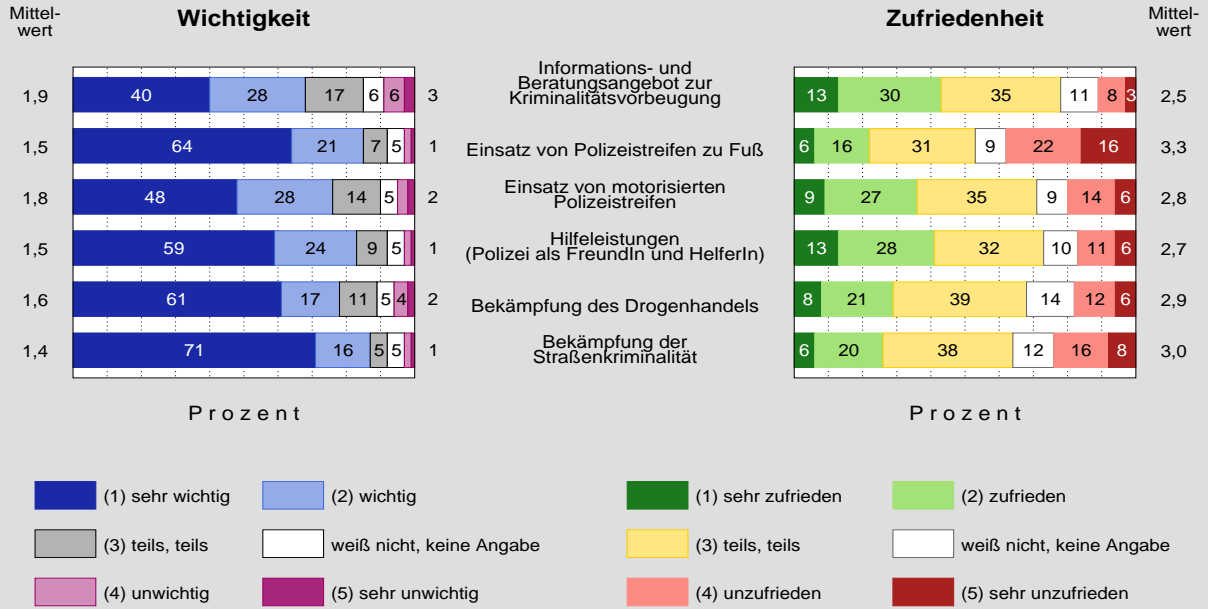 Mittel-
wert
Wichtigkeit
Zufriedenheit
Mittel-
wert
1,9 40 28 17 6 6 3
Informations- und
Beratungsangebot zur
Kriminalitätsvorbeugung
13 30 35 11 8 3 2,5
1,5 64 21 7 5 1
Einsatz von Polizeistreifen zu Fuß
6 16 31 9 22 16 3,3
1,8 48 28 14 5 2
Einsatz von motorisierten
Polizeistreifen
9 27 35 9 14 6 2,8
1,5 59 24 9 5 1
Hilfeleistungen
(Polizei als FreundIn und HelferIn)
13 28 32 10 11 6 2,7
1,6 61 17 11 5 4 2
Bekämpfung des Drogenhandels
8 21 39 14 12 6 2,9
1,4 71 16 5 5 1
Bekämpfung der
Straßenkriminalität
6 20 38 12 16 8 3,0
Prozent
Prozent
(1) sehr wichtig
(2) wichtig
(1) sehr zufrieden
(2) zufrieden
(3) teils, teils
weiß nicht, keine Angabe
(3) teils, teils
weiß nicht, keine Angabe
(4) unwichtig
(5) sehr unwichtig
(4) unzufrieden
(5) sehr unzufrieden